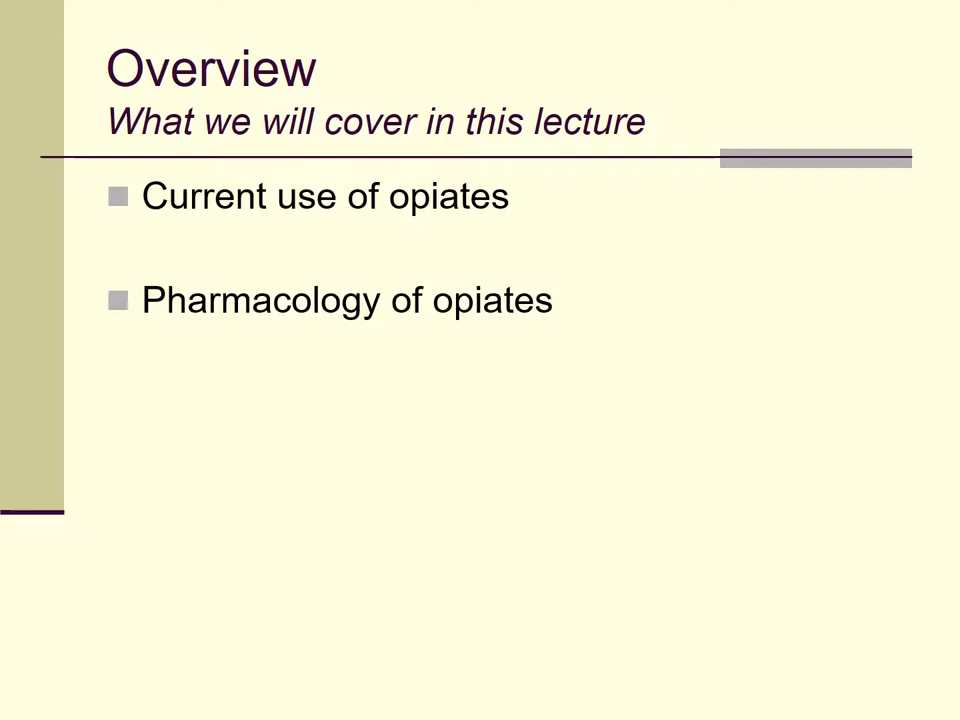 Overview
What we will cover in this lecture
Current use of opiates
Pharmacology of opiates